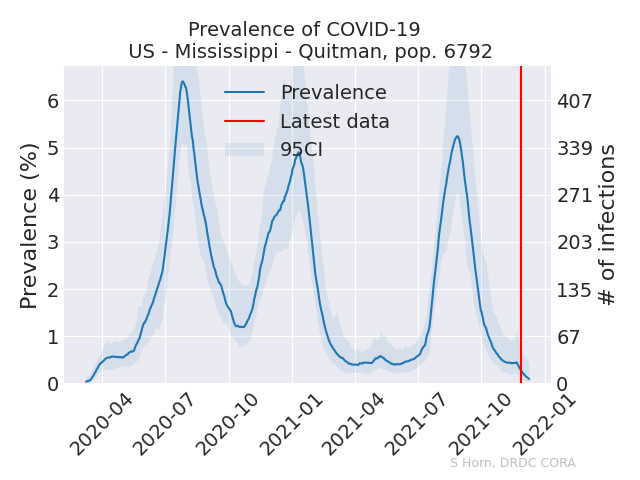 Prevalence of COVID-19
US - Mississippi - Quitman, pop. 6792
Prevalence
Latest data
95CI
Prevalence (%)
6
5
4
3
2
1
0
407
339
271
203
135
67
0
# of infections
2020-04
2020-07
2020-10
2021-01
2021-04
2021-07
2021-10
2022-01
S Horn, DRDC CORA